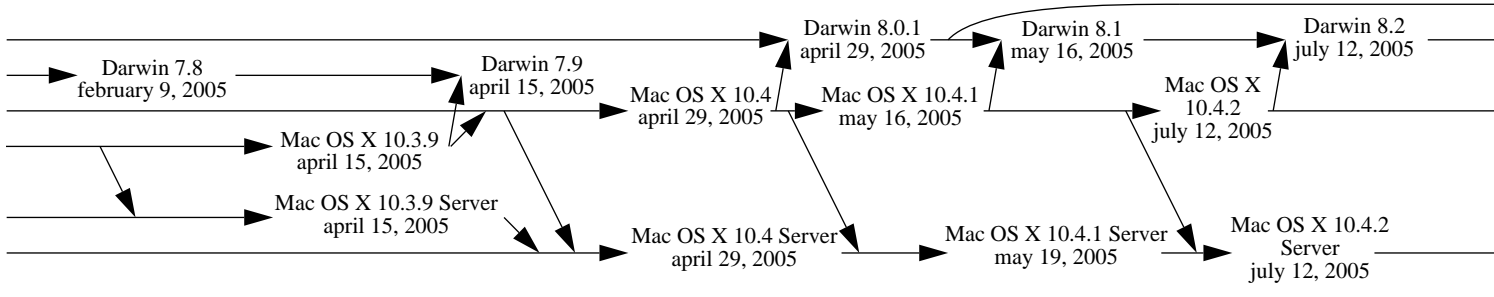 Darwin 8.0.1
april 29, 2005
Darwin 8.1
may 16, 2005
Darwin 8.2
july 12, 2005
Darwin 7.8
february 9, 2005
Darwin 7.9
april 15, 2005
Mac OS X 10.4
april 29, 2005
Mac OS X 10.4.1
may 16, 2005
Mac OS X
10.4.2
july 12, 2005
Mac OS X 10.3.9
april 15, 2005
Mac OS X 10.3.9 Server
april 15, 2005
Mac OS X 10.4 Server
april 29, 2005
Mac OS X 10.4.1 Server
may 19, 2005
Mac OS X 10.4.2
Server
july 12, 2005